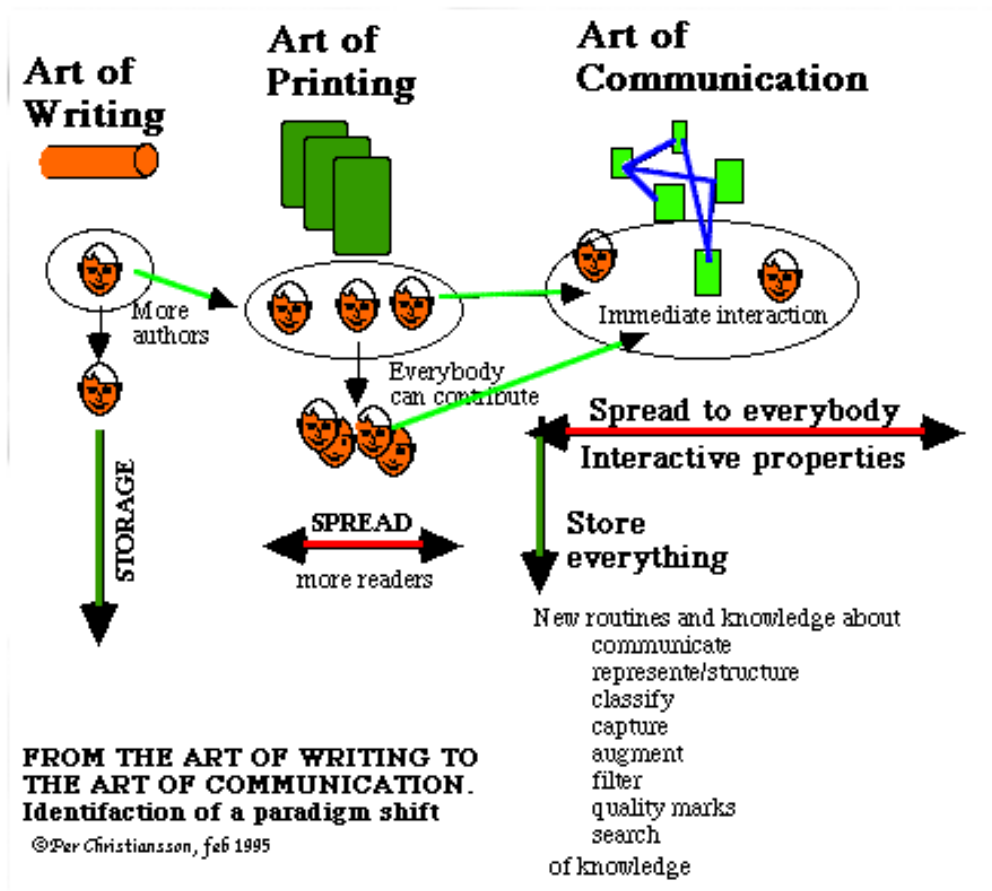 Art of
Writing
Art of
Printing
Art of
Communication
More
authors
Immediate interaction
Everybody
can contribute
STORAGE
SPREAD
more readers
Spread to everybody
Interactive properties
Store
everything
New routines and knowledge about
communicate
represente/structure
classify
capture
augment
filter
quality marks
search
of knowledge
FROM THE ART OF WRITING TO
THE ART OF COMMUNICATION.
Identifaction of a paradigm shift
©Per Christiansson, feb 1995